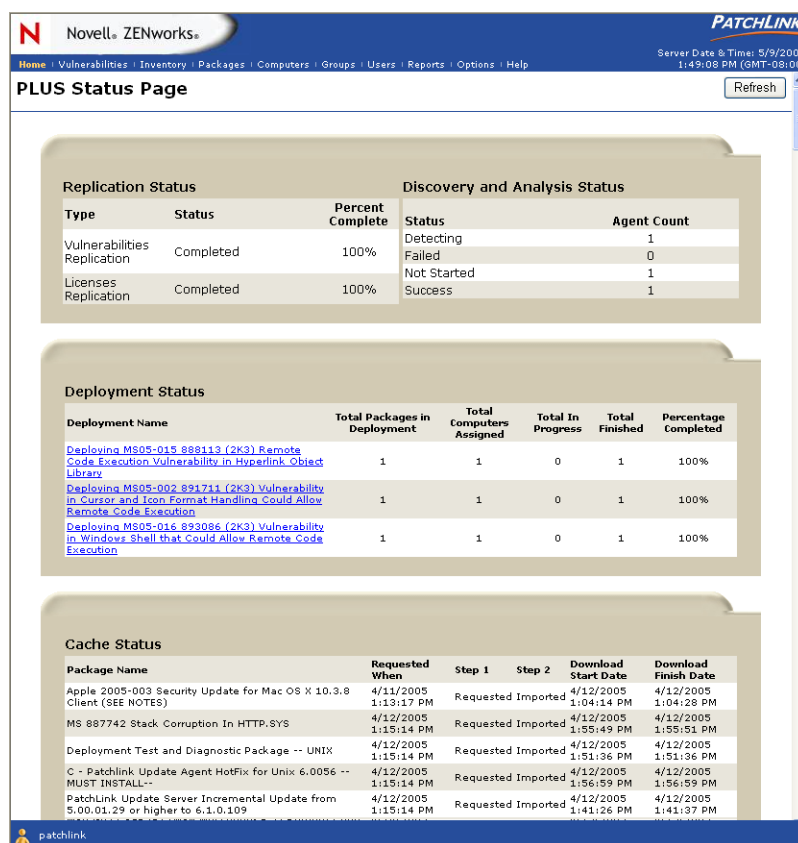 N Novell® ZENworks®
PATCHLINK
Server Date & Time: 5/9/200
1:49:08 PM (GMT-08:0
Home | Vulnerabilities | Inventory | Packages | Computers | Groups | Users | Reports | Options | Help
PLUS Status Page
Refresh
Replication Status
Type Status Percent
Complete
Vulnerabilities
Replication Completed 100%
Licenses
Replication Completed 100%
Discovery and Analysis Status
Status Agent Count
Detecting 1
Failed 0
Not Started 1
Success 1
Deployment Status
Deployment Name Total Packages in
Deployment Total
Computers
Assigned Total In
Progress Total
Finished Percentage
Completed
Deploying MS05-015 888113 (2K3) Remote
Code Execution Vulnerability in Hyperlink Object
Library 1 1 0 1 100%
Deploying MS05-002 891711 (2K3) Vulnerability
in Cursor and Icon Format Handling Could Allow
Remote Code Execution 1 1 0 1 100%
Deploying MS05-016 893086 (2K3) Vulnerability
in Windows Shell that Could Allow Remote Code
Execution 1 1 0 1 100%
Cache Status
Package Name Requested
When Step 1 Step 2 Download
Start Date Download
Finish Date
Apple 2005-003 Security Update for Mac OS X 10.3.8
Client (SEE NOTES) 4/11/2005
1:13:17 PM Requested Imported 4/12/2005
1:04:14 PM 4/12/2005
1:04:28 PM
MS 887742 Stack Corruption In HTTP.SYS 4/12/2005
1:15:14 PM Requested Imported 4/12/2005
1:55:49 PM 4/12/2005
1:55:51 PM
Deployment Test and Diagnostic Package -- UNIX 4/12/2005
1:15:14 PM Requested Imported 4/12/2005
1:51:36 PM 4/12/2005
1:51:36 PM
C - Patchlink Update Agent HotFix for Unix 6.0056 --
MUST INSTALL-- 4/12/2005
1:15:14 PM Requested Imported 4/12/2005
1:56:59 PM 4/12/2005
1:56:59 PM
PatchLink Update Server Incremental Update from
5.00.01.29 or higher to 6.1.0.109 4/12/2005
1:15:14 PM Requested Imported 4/12/2005
1:41:26 PM 4/12/2005
1:41:37 PM
patchlink